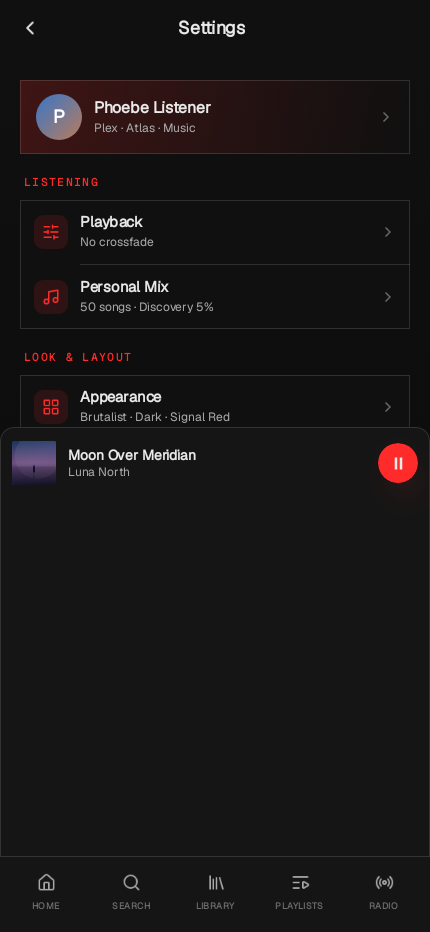 Settings
P
Phoebe Listener
Plex · Atlas · Music
LISTENING
Playback
No crossfade
Personal Mix
50 songs · Discovery 5%
LOOK & LAYOUT
Appearance
Brutalist · Dark · Signal Red
Moon Over Meridian
Luna North
HOME
SEARCH
LIBRARY
PLAYLISTS
RADIO